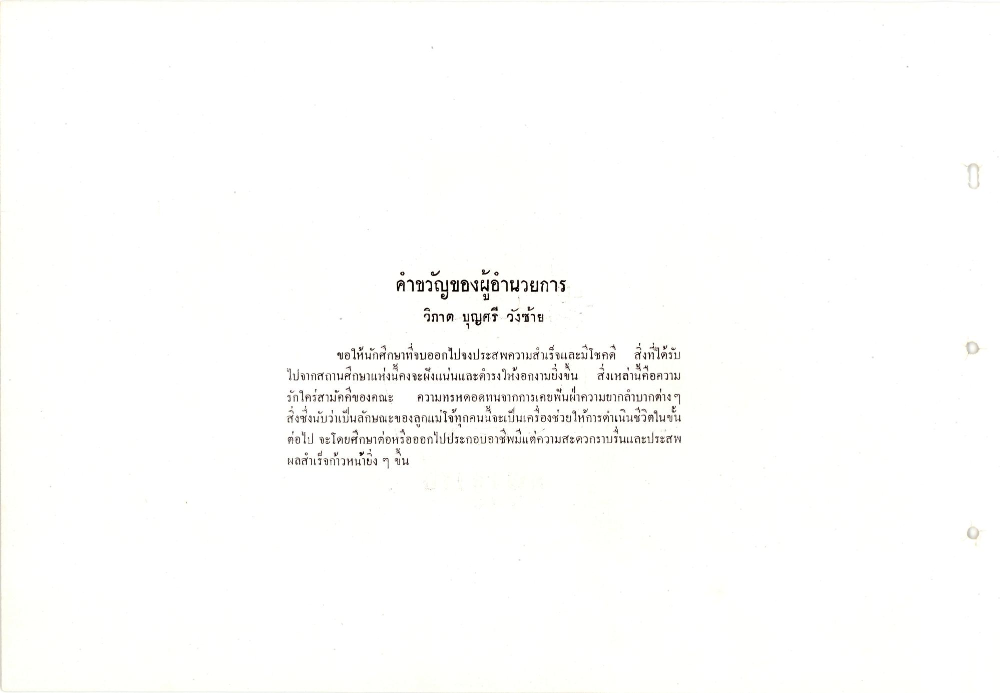 คำขวัญของผู้อำนวยการ
วิภาต บุญศรี วังซ้าย
ขอให้นักศึกษาที่จบออกไปจงประสพความสำเร็จและมีโชคดี สิ่งที่ได้รับ
ไปจากสถานศึกษาแห่งนี้คงจะฝังแน่นและดำรงให้งอกงามยิ่งขึ้น สิ่งเหล่านี้คือความ
รักใคร่สามัคคีของคณะ ความทรหดอดทนจากการเคยฟันฝ่าความยากลำบากต่าง ๆ
สิ่งซึ่งนับว่าเป็นลักษณะของลูกแม่โจ้ทุกคนนี้จะเป็นเครื่องช่วยให้การดำเนินชีวิตในขั้น
ต่อไป จะโดยศึกษาต่อหรือออกไปประกอบอาชีพมีแต่ความสะดวกราบรื่นและประสพ
ผลสำเร็จก้าวหน้ายิ่ง ๆ ขึ้น